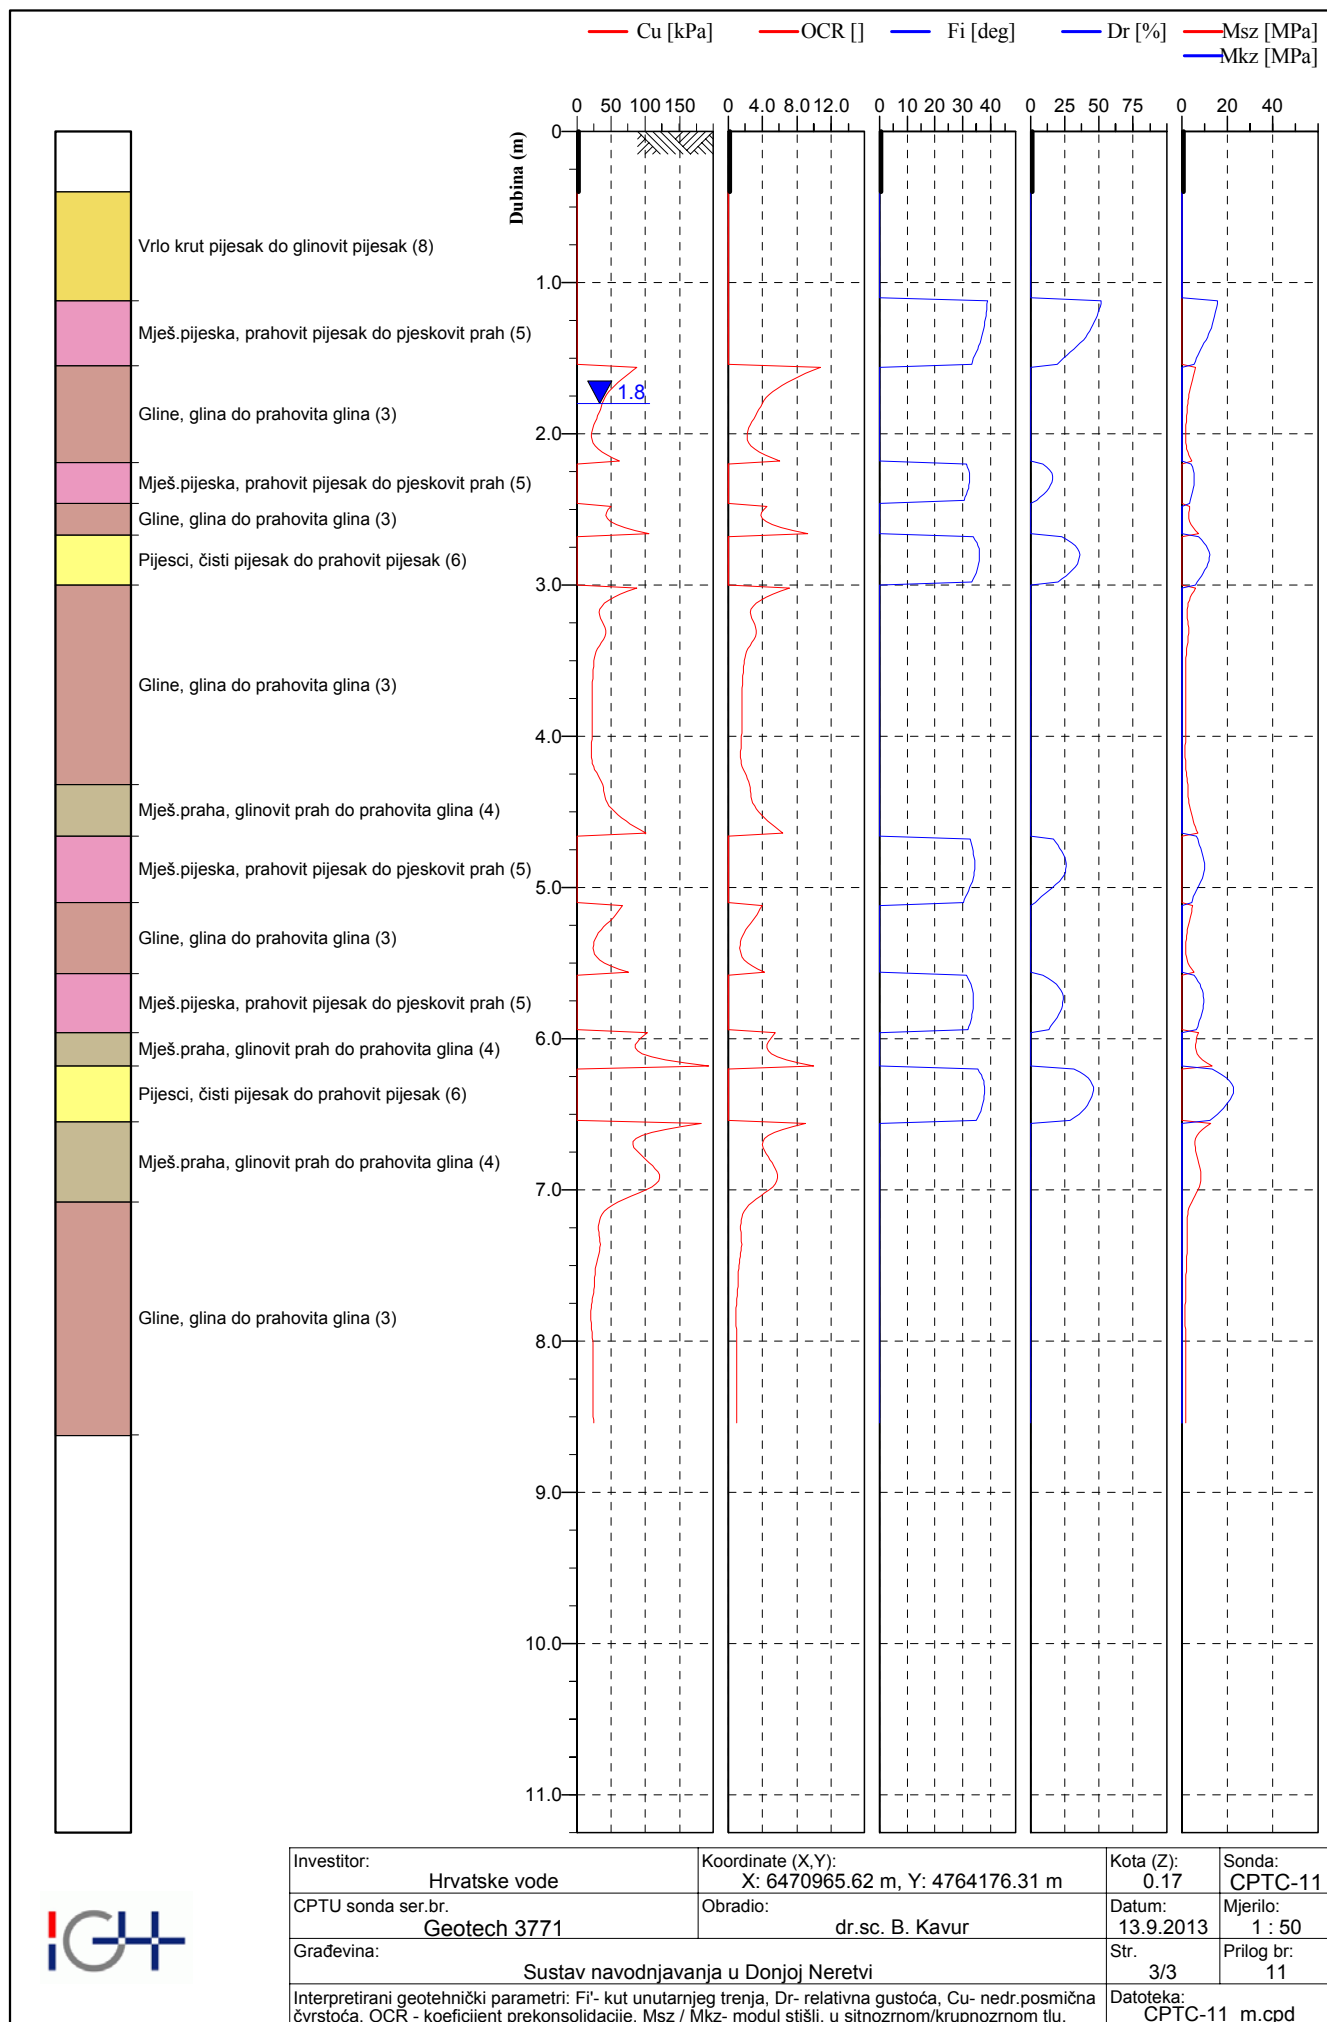 Cu [kPa] OCR [] Fi [deg] Dr [%] Msz [MPa]
Mkz [MPa]
0 50 100 150 0 4.0 8.0 12.0 0 10 20 30 40 0 25 50 75 0 20 40
Dubina (m)
0
Vrlo krut pijesak do glinovit pijesak (8)
1.0
Mješ.pijeska, prahovit pijesak do pjeskovit prah (5)
1.8
Gline, glina do prahovita glina (3)
2.0
Mješ.pijeska, prahovit pijesak do pjeskovit prah (5)
Gline, glina do prahovita glina (3)
Pijesci, čisti pijesak do prahovit pijesak (6)
3.0
Gline, glina do prahovita glina (3)
4.0
Mješ.praha, glinovit prah do prahovita glina (4)
Mješ.pijeska, prahovit pijesak do pjeskovit prah (5)
5.0
Gline, glina do prahovita glina (3)
Mješ.pijeska, prahovit pijesak do pjeskovit prah (5)
6.0
Mješ.praha, glinovit prah do prahovita glina (4)
Pijesci, čisti pijesak do prahovit pijesak (6)
Mješ.praha, glinovit prah do prahovita glina (4)
7.0
Gline, glina do prahovita glina (3)
8.0
9.0
10.0
11.0
IGH
Investitor:
Hrvatske vode
Koordinate (X,Y):
X: 6470965.62 m, Y: 4764176.31 m
Kota (Z):
0.17
Sonda:
CPTC-11
CPTU sonda ser.br.
Geotech 3771
Obradio:
dr.sc. B. Kavur
Datum:
13.9.2013
Mjerilo:
1 : 50
Građevina:
Sustav navodnjavanja u Donjoj Neretvi
Str.
3/3
Prilog br:
11
Interpretirani geotehnički parametri: Fi'- kut unutarnjeg trenja, Dr- relativna gustoća, Cu- nedr.posmična
čvrstoća, OCR - koeficijent prekonsolidacije, Msz / Mkz- modul stišlj. u sitnozrnom/krupnozrnom tlu.
Datoteka:
CPTC-11_m.cpd